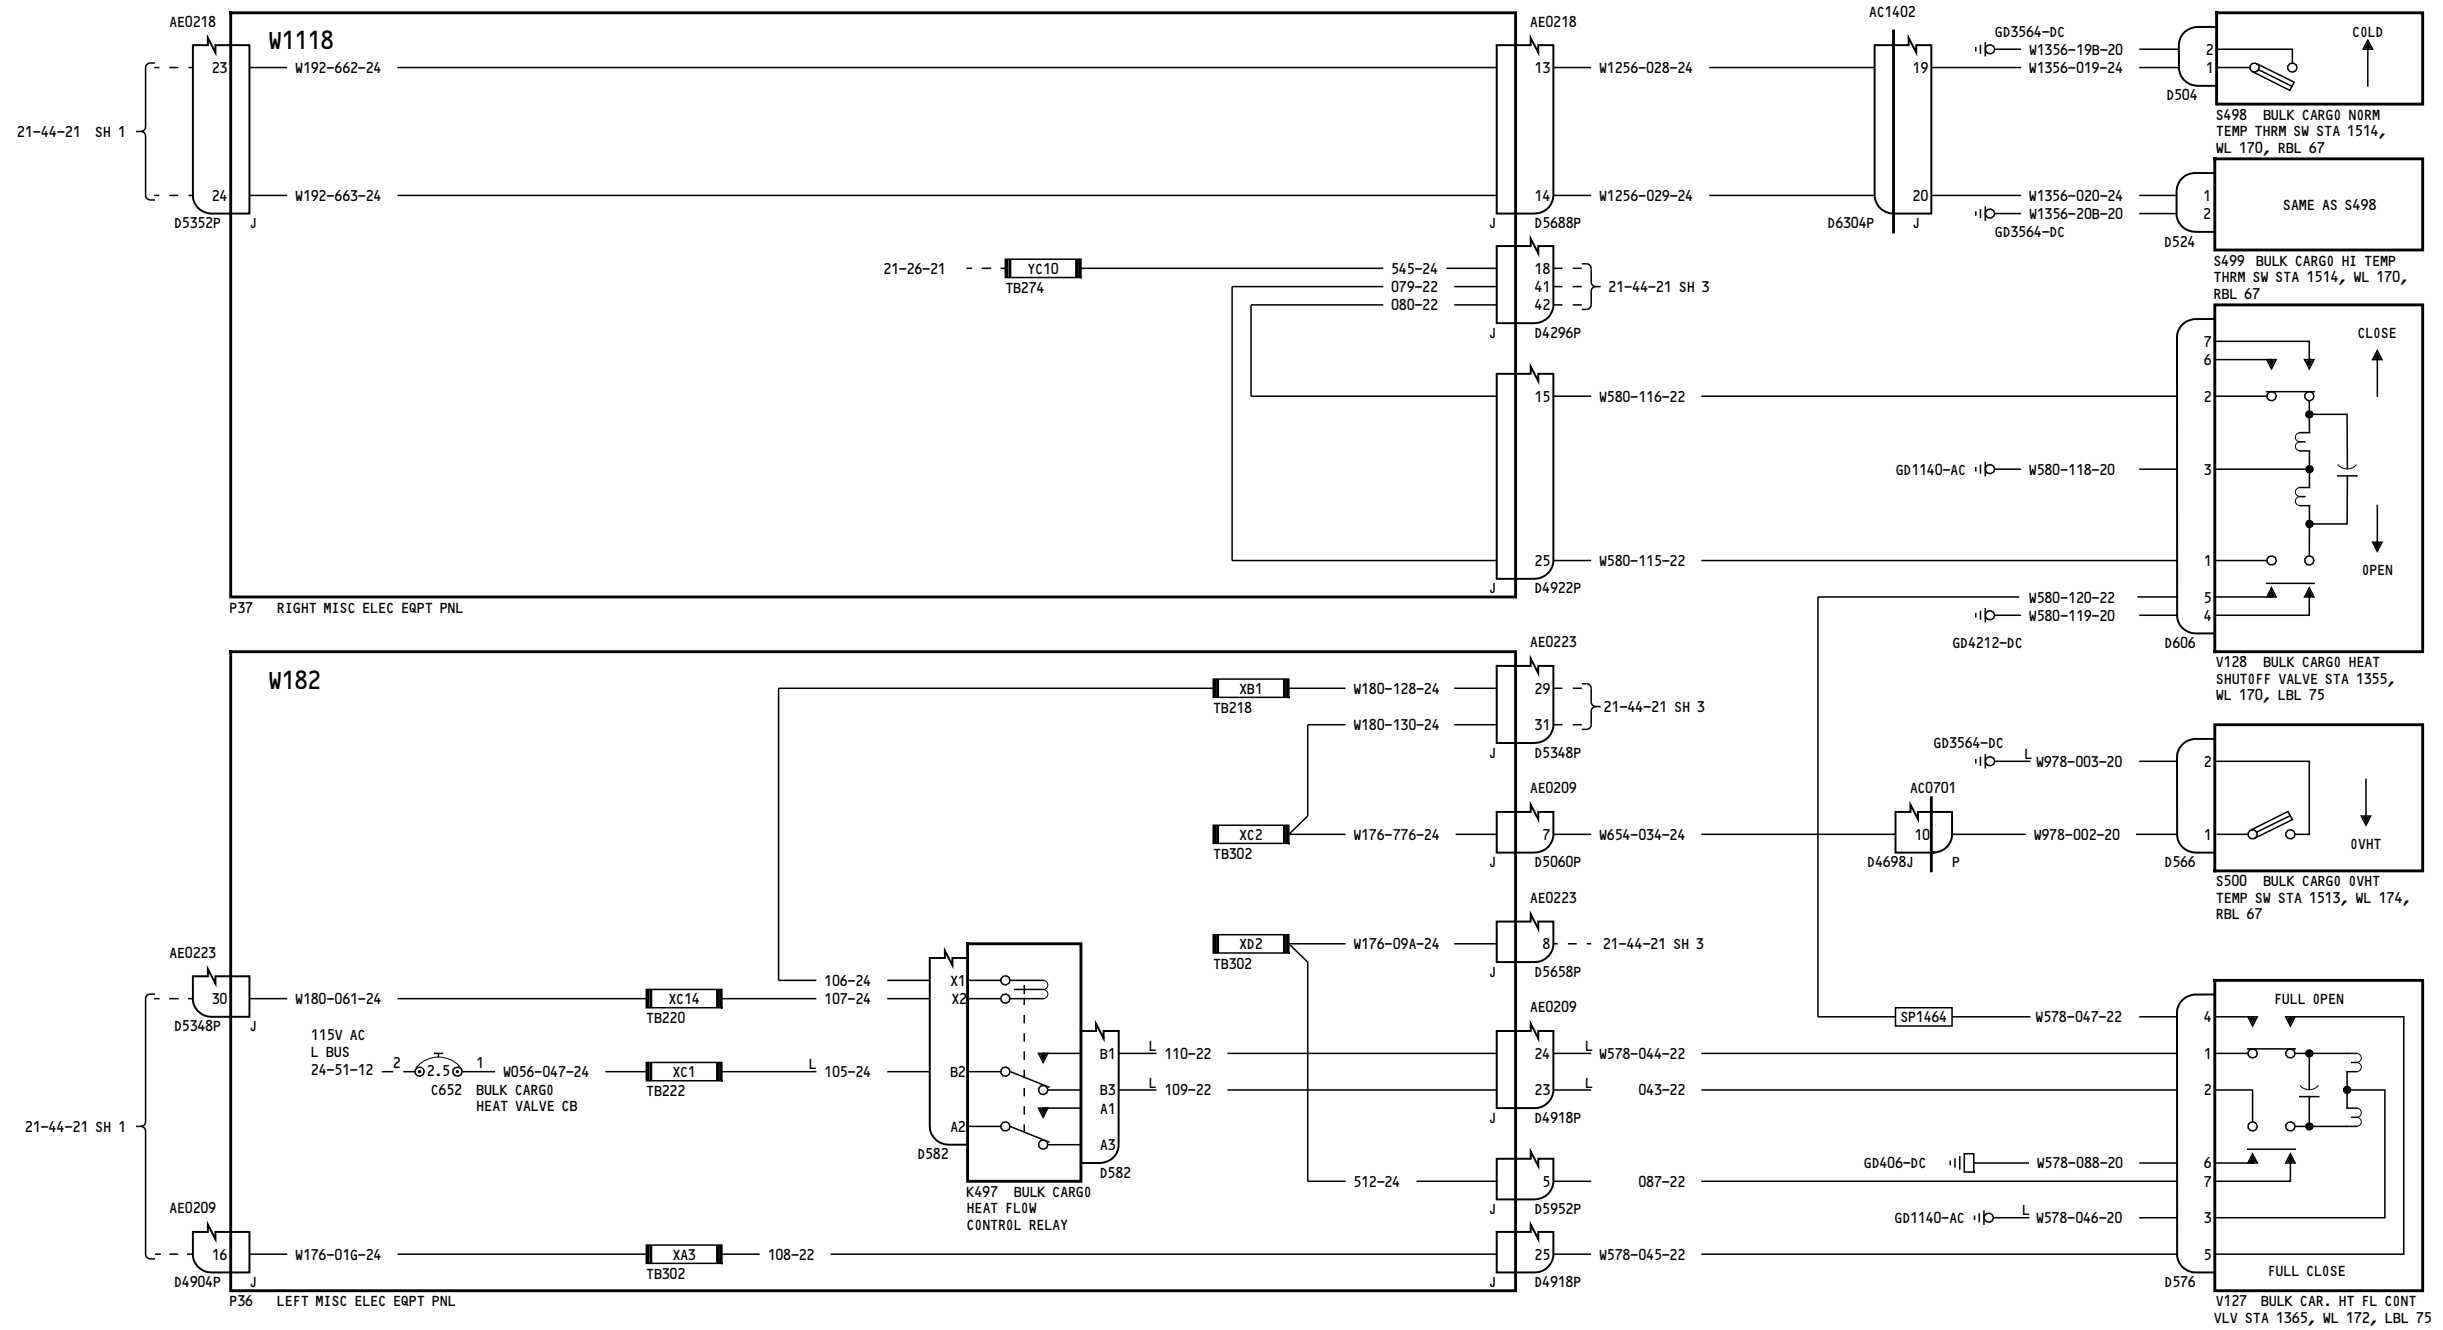 AE0218
W1118
23
W192-662-24
21-44-21 SH 1
24
W192-663-24
D5352P
J
AE0218
13
W1256-028-24
14
W1256-029-24
J
D5688P
AC1402
19
20
D6304P
J
GD3564-DC
W1356-19B-20
W1356-019-24
2
1
D504
COLD
S498 BULK CARGO NORM
TEMP THRM SW STA 1514,
WL 170, RBL 67
W1356-020-24
W1356-20B-20
GD3564-DC
1
2
D524
SAME AS S498
S499 BULK CARGO HI TEMP
THRM SW STA 1514, WL 170,
RBL 67
21-26-21
YC10
TB274
545-24
079-22
080-22
18
41
42
21-44-21 SH 3
J
D4296P
15
W580-116-22
25
W580-115-22
J
D4922P
GD1140-AC
W580-118-20
W580-120-22
W580-119-20
GD4212-DC
7
6
2
3
1
5
4
D606
CLOSE
OPEN
V128 BULK CARGO HEAT
SHUTOFF VALVE STA 1355,
WL 170, LBL 75
P37 RIGHT MISC ELEC EQPT PNL
W182
AE0223
XB1
TB218
W180-128-24
29
W180-130-24
31
21-44-21 SH 3
J
D5348P
AE0209
XC2
TB302
W176-776-24
7
W654-034-24
J
D5060P
AC0701
10
D4698J
P
GD3564-DC
L
W978-003-20
W978-002-20
2
1
D566
OVHT
S500 BULK CARGO OVHT
TEMP SW STA 1513, WL 174,
RBL 67
AE0223
XD2
TB302
W176-09A-24
8
21-44-21 SH 3
J
D5658P
AE0223
30
W180-061-24
D5348P
J
XC14
TB220
106-24
107-24
X1
X2
115V AC
L BUS
24-51-12
2
2.5
1
C652
BULK CARGO
HEAT VALVE CB
W056-047-24
XC1
TB222
L
105-24
B2
A2
D582
B1
B3
A1
A3
D582
K497 BULK CARGO
HEAT FLOW
CONTROL RELAY
L
110-22
L
109-22
21-44-21 SH 1
AE0209
24
23
J
D4918P
L
W578-044-22
L
043-22
512-24
5
J
D5952P
087-22
AE0209
16
W176-01G-24
D4904P
J
XA3
TB302
108-22
25
J
D4918P
W578-045-22
SP1464
W578-047-22
GD406-DC
W578-088-20
GD1140-AC
L
W578-046-20
4
1
2
6
7
3
5
D576
FULL OPEN
FULL CLOSE
V127 BULK CAR. HT FL CONT
VLV STA 1365, WL 172, LBL 75
P36 LEFT MISC ELEC EQPT PNL